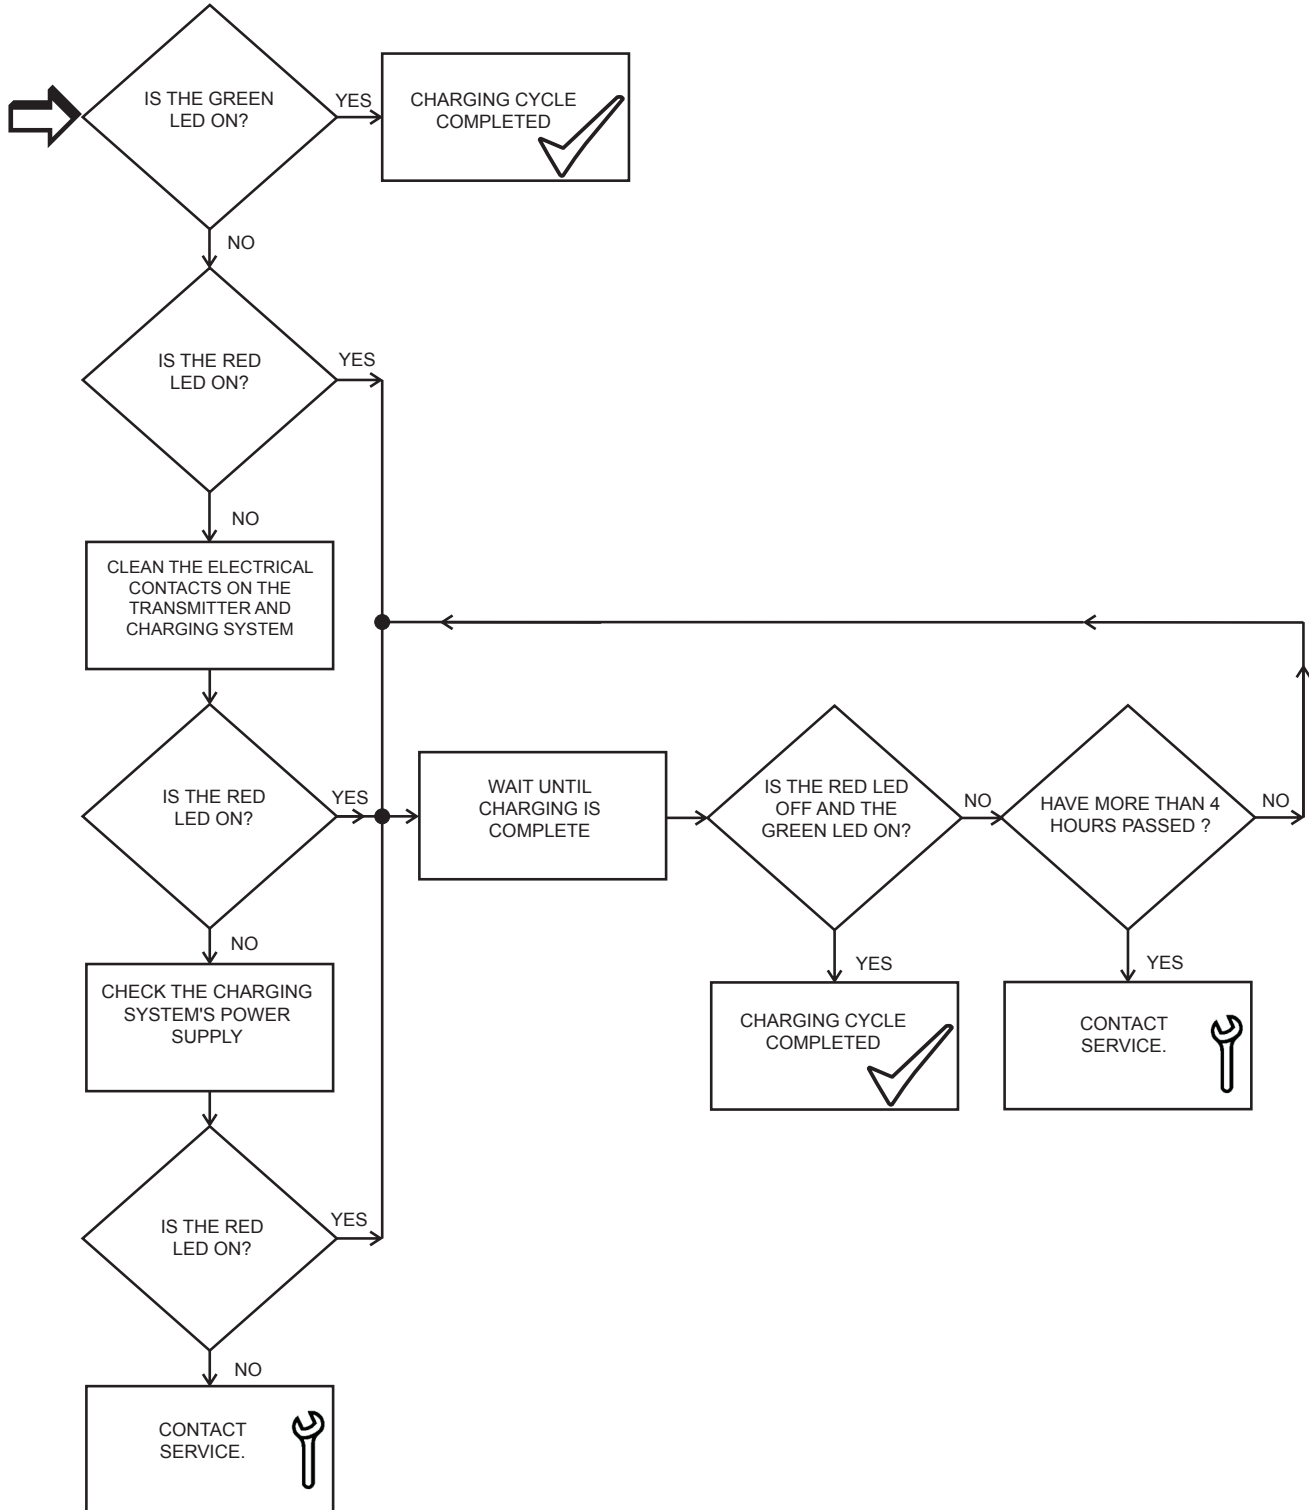 IS THE GREEN
LED ON?
YES
CHARGING CYCLE
COMPLETED
NO
IS THE RED
LED ON?
YES
NO
CLEAN THE ELECTRICAL
CONTACTS ON THE
TRANSMITTER AND
CHARGING SYSTEM
IS THE RED
LED ON?
YES
WAIT UNTIL
CHARGING IS
COMPLETE
IS THE RED LED
OFF AND THE
GREEN LED ON?
NO
HAVE MORE THAN 4
HOURS PASSED ?
NO
NO
YES
YES
CHECK THE CHARGING
SYSTEM'S POWER
SUPPLY
CHARGING CYCLE
COMPLETED
CONTACT
SERVICE.
IS THE RED
LED ON?
YES
NO
CONTACT
SERVICE.